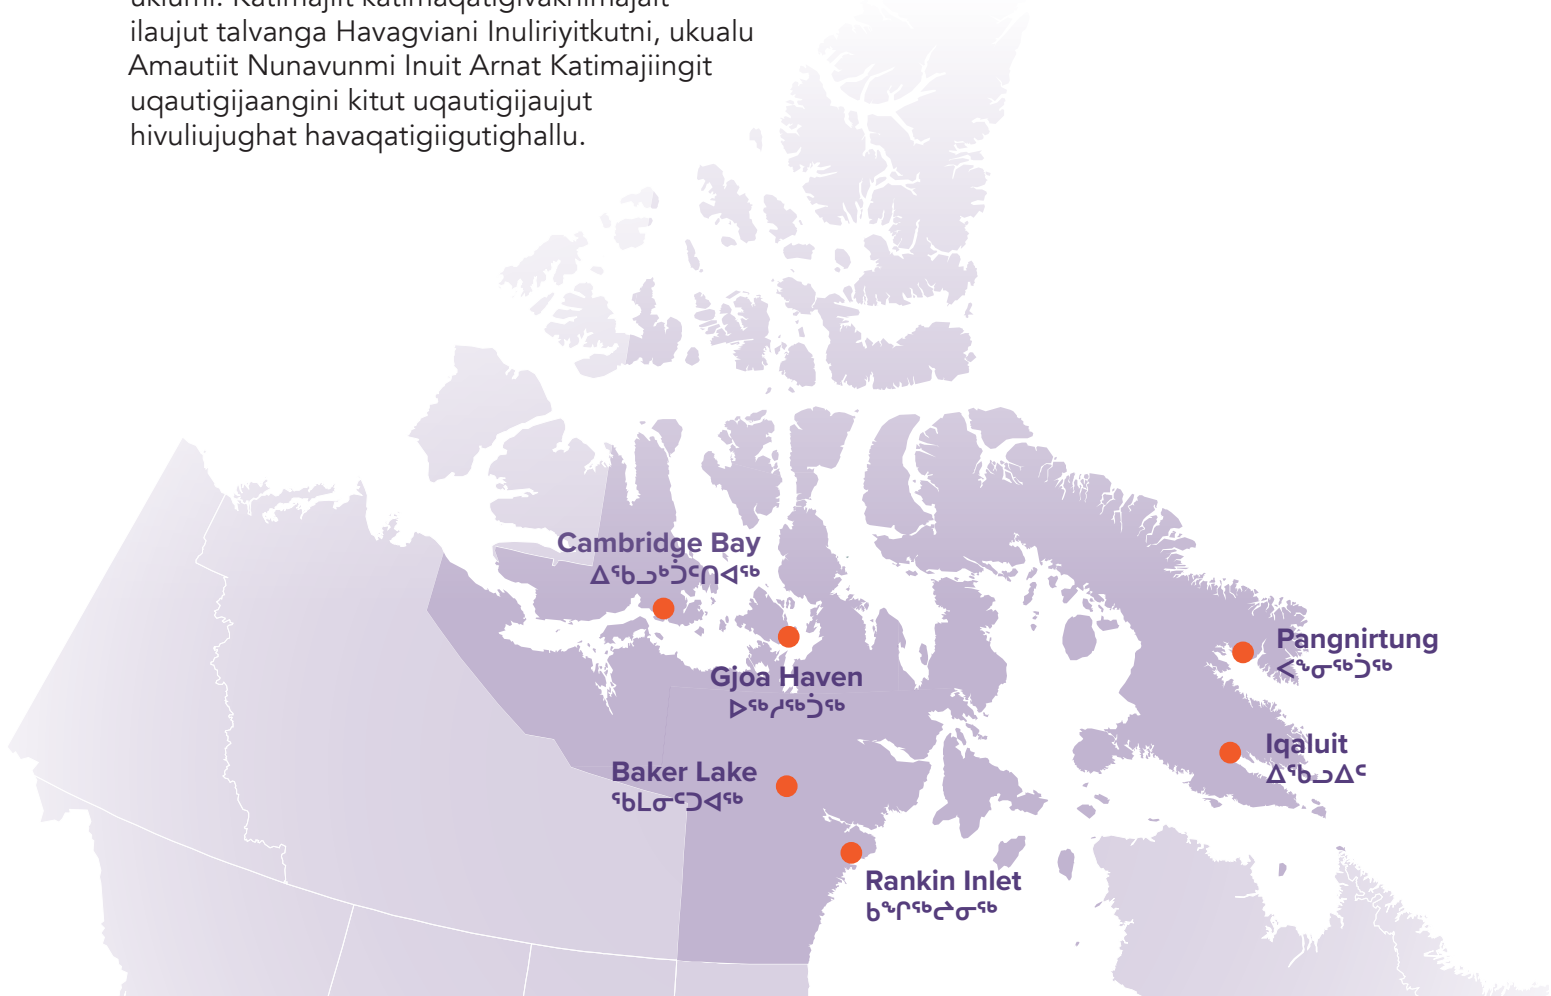 ilaujut talvanga Havagviani Inuliriyitkutni, ukualu
Amautiit Nunavunmi Inuit Arnat Katimajiingit
uqautigijaangini kitut uqautigijaujut
hivuliujughat havaqatigiigutighallu.
Cambridge Bay
ᐃᖃᓗᒃᑑᑦᑎᐊᖅ
Gjoa Haven
ᐅᖅᓱᖅᑑᖅ
Baker Lake
ᖃᒪᓂᑦᑐᐊᖅ
Rankin Inlet
ᑲᖏᖅᖠᓂᖅ
Pangnirtung
ᐸᖕᓂᖅᑑᖅ
Iqaluit
ᐃᖃᓗᐃᑦ